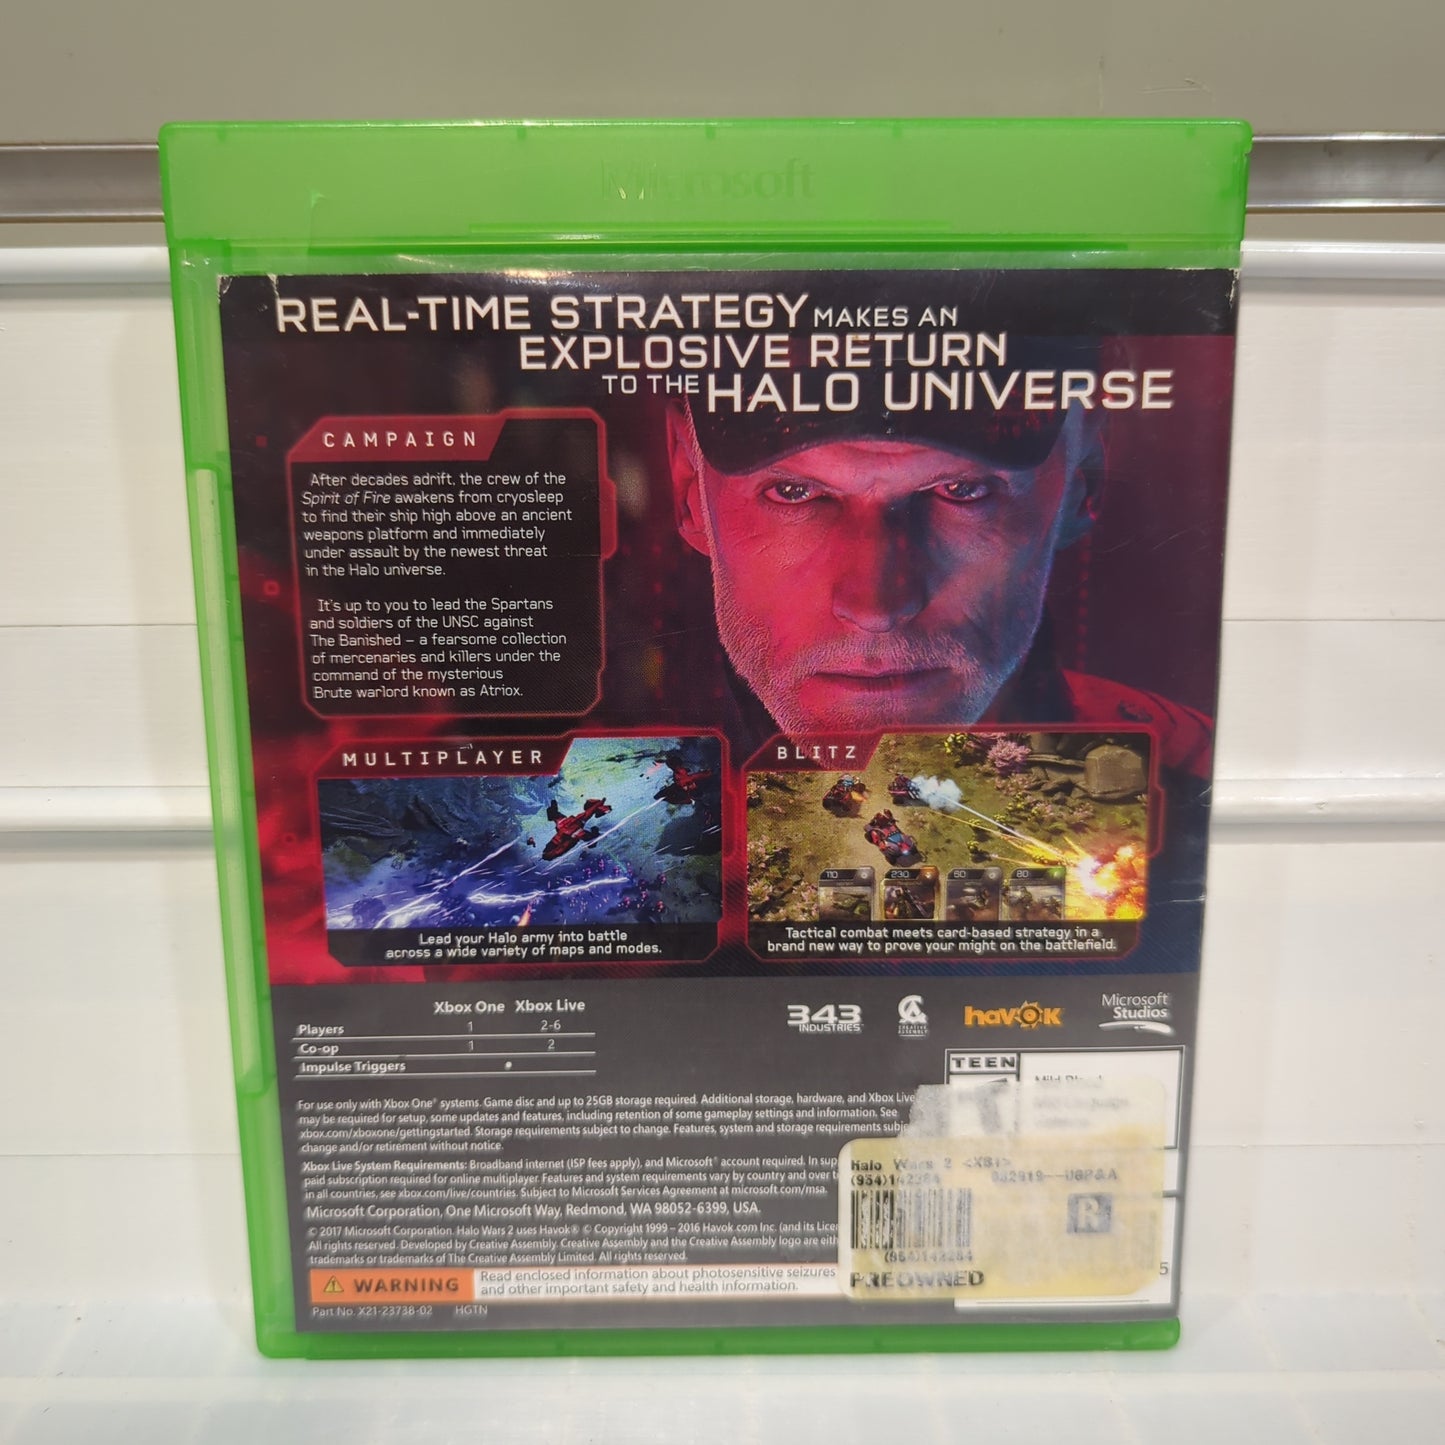 Microsoft
REAL-TIME STRATEGY MAKES AN
EXPLOSIVE RETURN
TO THE HALO UNIVERSE
CAMPAIGN
After decades adrift, the crew of the
Spirit of Fire awakens from cryosleep
to find their ship high above an ancient
weapons platform and immediately
under assault by the newest threat
in the Halo universe.
It's up to you to lead the Spartans
and soldiers of the UNSC against
The Banished – a fearsome collection
of mercenaries and killers under the
command of the mysterious
Brute warlord known as Atriox.
MULTIPLAYER
Lead your Halo army into battle
across a wide variety of maps and modes.
BLITZ
110 230 60 80
Tactical combat meets card-based strategy in a
brand new way to prove your might on the battlefield.
Xbox One Xbox Live
Players 1 2-6
Co-op 1 2
Impulse Triggers •
343 INDUSTRIES
CREATIVE ASSEMBLY
havok
Microsoft Studios
TEEN
For use only with Xbox One® systems. Game disc and up to 25GB storage required. Additional storage, hardware, and Xbox Live
may be required for setup, some updates and features, including retention of some gameplay settings and information. See
xbox.com/xboxone/gettingstarted. Storage requirements subject to change. Features, system and storage requirements
change and/or retirement without notice.
Xbox Live System Requirements: Broadband internet (ISP fees apply), and Microsoft® account required. In
paid subscription required for online multiplayer. Features and system requirements vary by country and over
in all countries, see xbox.com/live/countries. Subject to Microsoft Services Agreement at microsoft.com/msa.
Microsoft Corporation, One Microsoft Way, Redmond, WA 98052-6399, USA.
© 2017 Microsoft Corporation. Halo Wars 2 uses Havok® © Copyright 1999 – 2016 Havok.com Inc. (and its
All rights reserved. Developed by Creative Assembly. Creative Assembly and the Creative Assembly logo are
trademarks or trademarks of The Creative Assembly Limited. All rights reserved.
WARNING
Read enclosed information about photosensitive seizures
and other important safety and health information.
Part No. X21-23738-02 HGTN
Halo Wars 2 <XB1>
(954)142284
R
(954)142284
PREOWNED
5